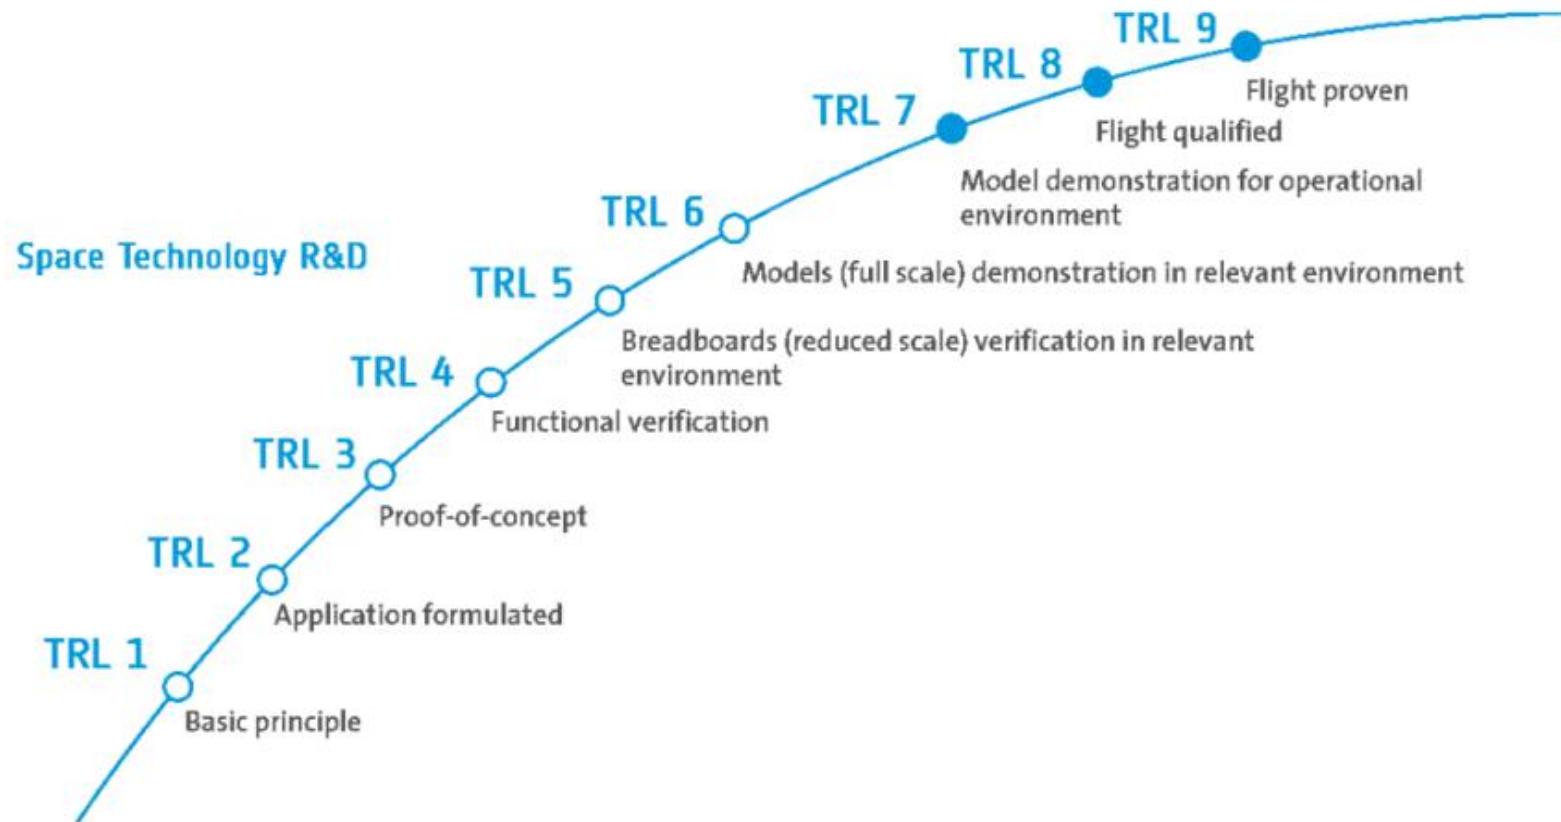 TRL 9
Flight proven
TRL 8
Flight qualified
TRL 7
Model demonstration for operational
environment
TRL 6
Models (full scale) demonstration in relevant environment
Space Technology R&D
TRL 5
Breadboards (reduced scale) verification in relevant
environment
TRL 4
Functional verification
TRL 3
Proof-of-concept
TRL 2
Application formulated
TRL 1
Basic principle